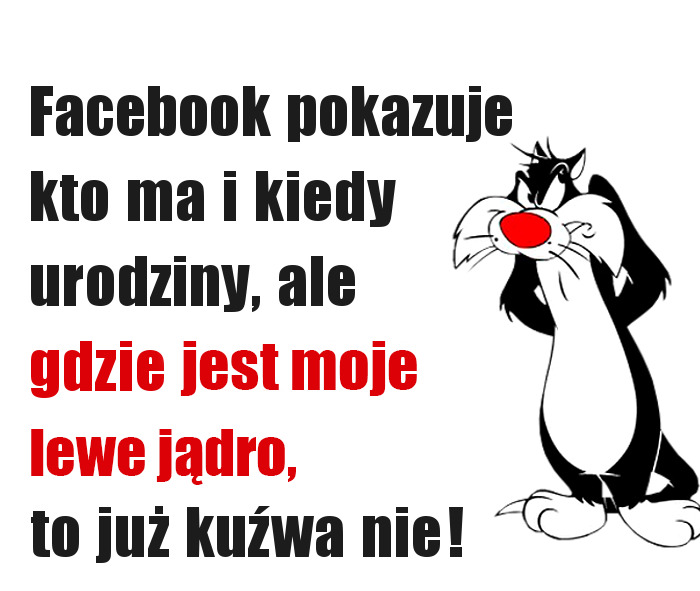 Facebook pokazuje
kto ma i kiedy
urodziny, ale
gdzie jest moje
lewe jądro,
to już kuźwa nie!